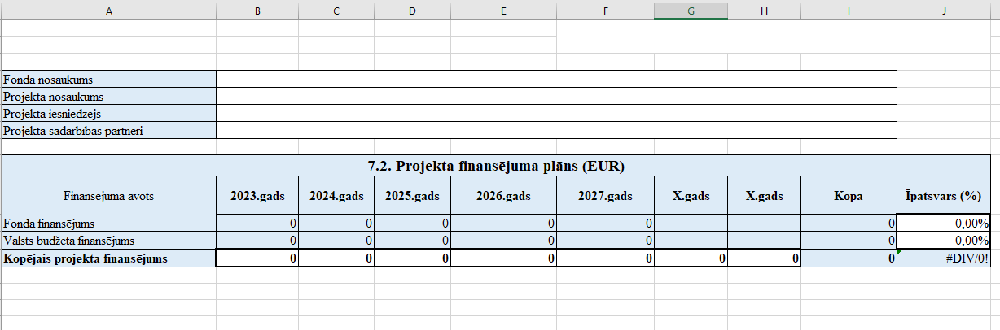 A B C D E F G H I J
Fonda nosaukums
Projekta nosaukums
Projekta iesniedzējs
Projekta sadarbības partneri
7.2. Projekta finansējuma plāns (EUR)
Finansējuma avots 2023.gads 2024.gads 2025.gads 2026.gads 2027.gads X.gads X.gads Kopā Īpatsvars (%)
Fonda finansējums 0 0 0 0 0 0 0,00%
Valsts budžeta finansējums 0 0 0 0 0 0 0,00%
Kopējais projekta finansējums 0 0 0 0 0 0 0 0 #DIV/0!